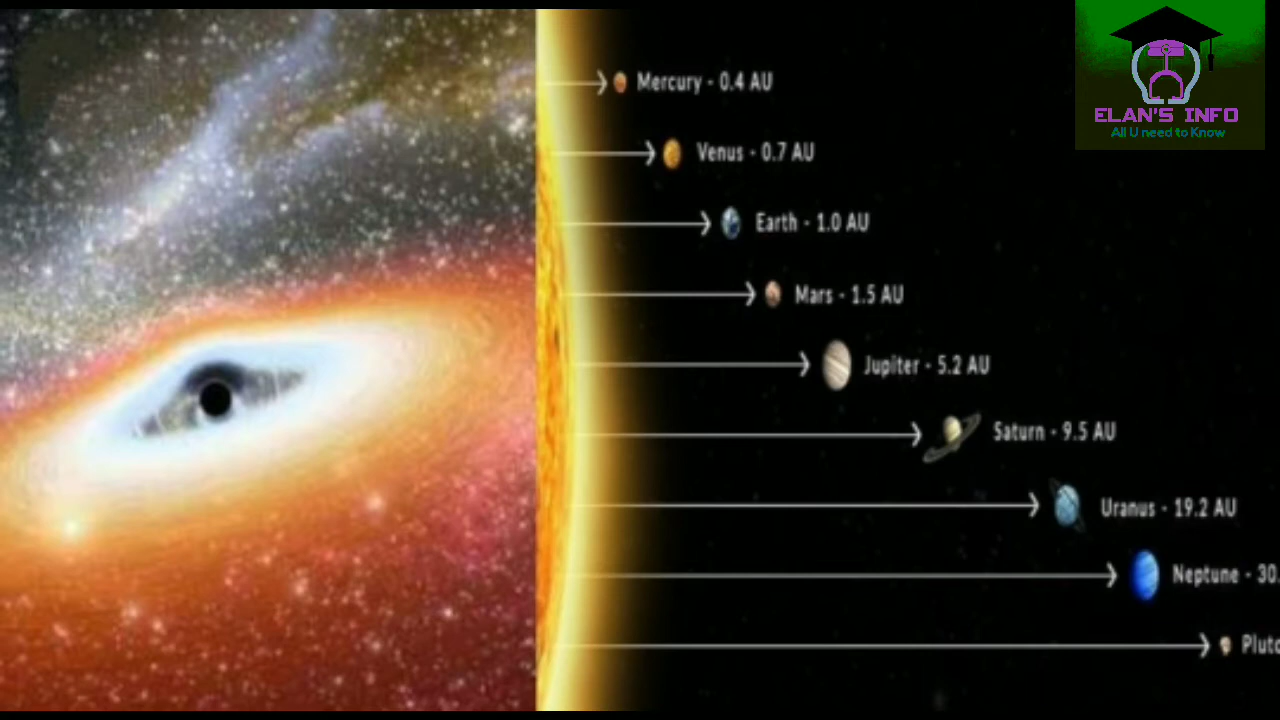 Mercury - 0.4 AU
ELAN'S INFO
All U need to Know
Venus - 0.7 AU
Earth - 1.0 AU
Mars - 1.5 AU
Jupiter - 5.2 AU
Saturn - 9.5 AU
Uranus - 19.2 AU
Neptune - 30.
Pluto